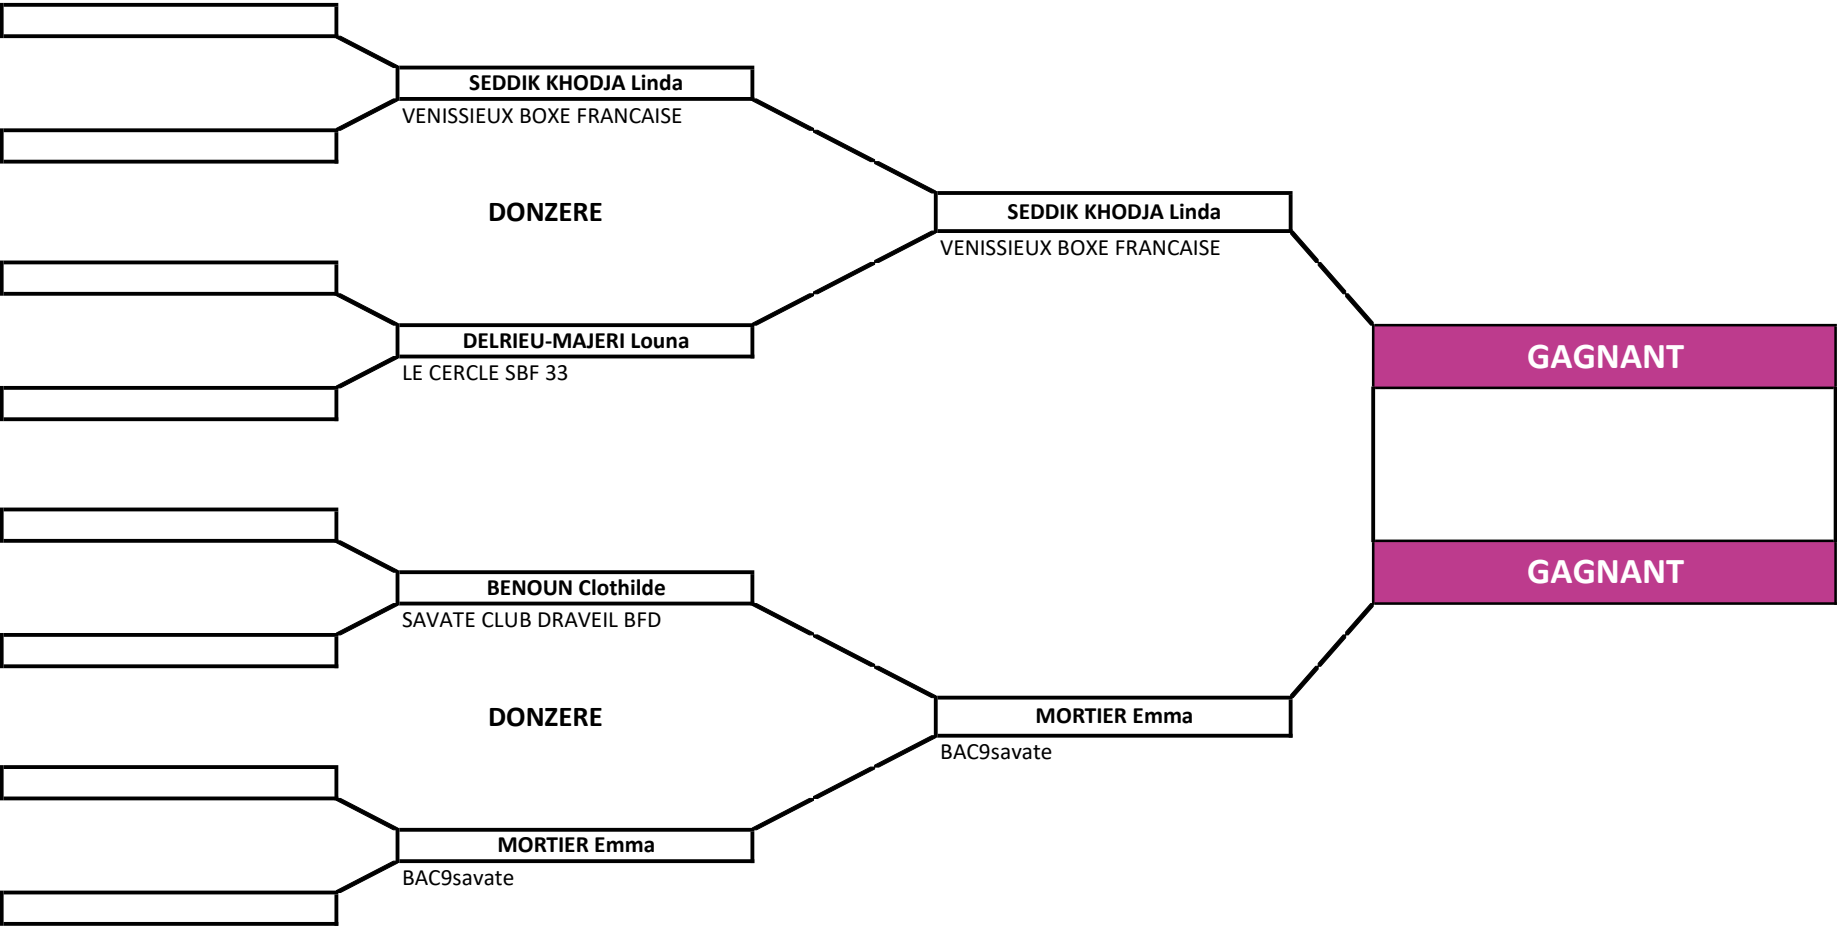 SEDDIK KHODJA Linda
VENISSIEUX BOXE FRANCAISE
DONZERE
DELRIEU-MAJERI Louna
LE CERCLE SBF 33
BENOUN Clothilde
SAVATE CLUB DRAVEIL BFD
DONZERE
MORTIER Emma
BAC9savate
SEDDIK KHODJA Linda
VENISSIEUX BOXE FRANCAISE
MORTIER Emma
BAC9savate
GAGNANT
GAGNANT